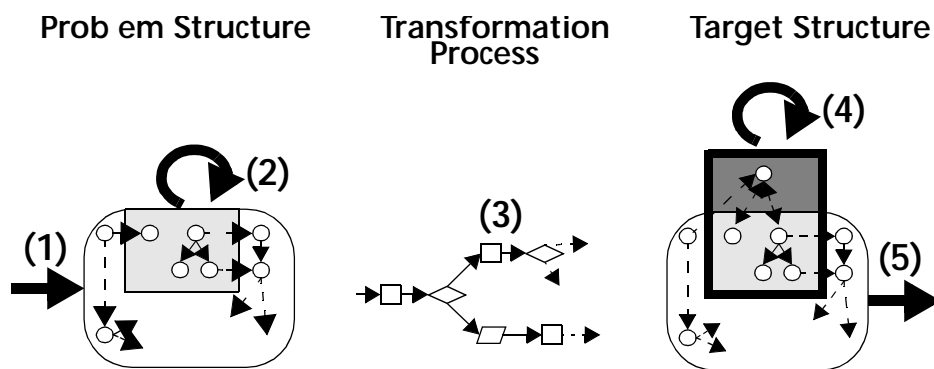 Prob em Structure
Transformation
Process
Target Structure
(1)
(2)
(3)
(4)
(5)